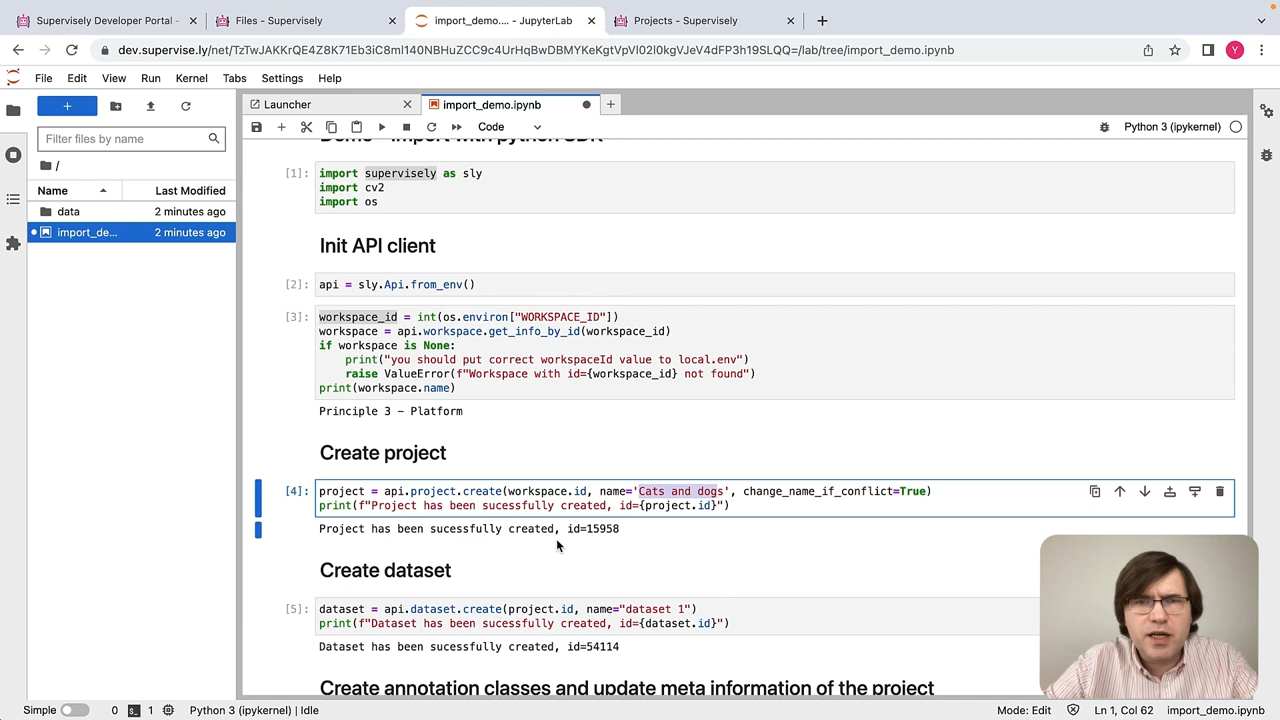 Supervisely Developer Portal -
Files - Supervisely
import_demo.... - JupyterLab
Projects - Supervisely
dev.supervise.ly/net/TzTwJAKKrQE4Z8K71Eb3iC8ml140NBHuZCC9c4UrHqBwDBMYKeKgtVpVl02l0kgVJeV4dFP3h19SLQQ=/lab/tree/import_demo.ipynb
Y
File Edit View Run Kernel Tabs Settings Help
Launcher
import_demo.ipynb
Filter files by name
Code
Python 3 (ipykernel)
/
Name
Last Modified
data
2 minutes ago
import_de...
2 minutes ago
Demo - import with python SDK
[1]:
import supervisely as sly
import cv2
import os
Init API client
[2]:
api = sly.Api.from_env()
[3]:
workspace_id = int(os.environ["WORKSPACE_ID"])
workspace = api.workspace.get_info_by_id(workspace_id)
if workspace is None:
print("you should put correct workspaceId value to local.env")
raise ValueError(f"Workspace with id={workspace_id} not found")
print(workspace.name)
Principle 3 - Platform
Create project
[4]:
project = api.project.create(workspace.id, name='Cats and dogs', change_name_if_conflict=True)
print(f"Project has been sucessfully created, id={project.id}")
Project has been sucessfully created, id=15958
Create dataset
[5]:
dataset = api.dataset.create(project.id, name="dataset 1")
print(f"Dataset has been sucessfully created, id={dataset.id}")
Dataset has been sucessfully created, id=54114
Create annotation classes and update meta information of the project
Simple
0
1
Python 3 (ipykernel) | Idle
Mode: Edit
Ln 1, Col 62
import_demo.ipynb